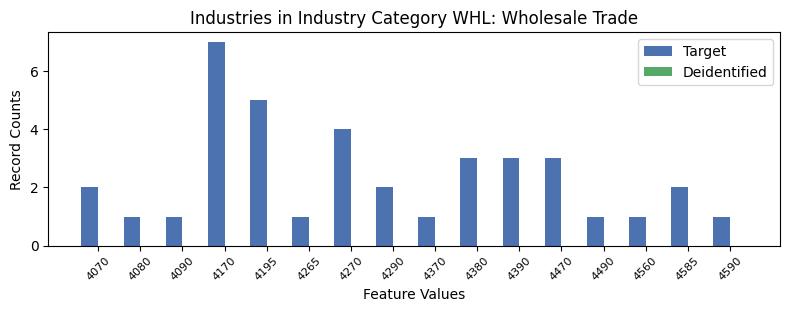 Industries in Industry Category WHL: Wholesale Trade
Target
Deidentified
Record Counts
6
4
2
0
4070 4080 4090 4170 4195 4265 4270 4290 4370 4380 4390 4470 4490 4560 4585 4590
Feature Values